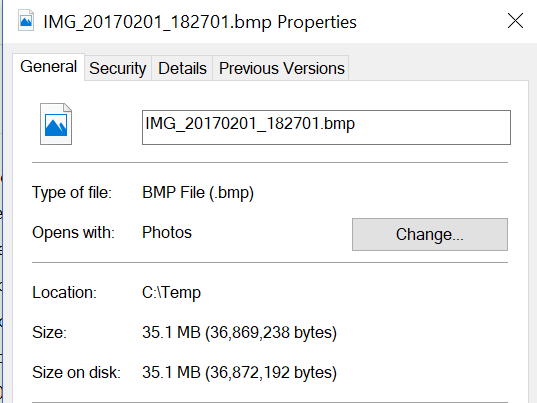 IMG_20170201_182701.bmp Properties
General Security Details Previous Versions
IMG_20170201_182701.bmp
Type of file: BMP File (.bmp)
Opens with: Photos Change...
Location: C:\Temp
Size: 35.1 MB (36,869,238 bytes)
Size on disk: 35.1 MB (36,872,192 bytes)